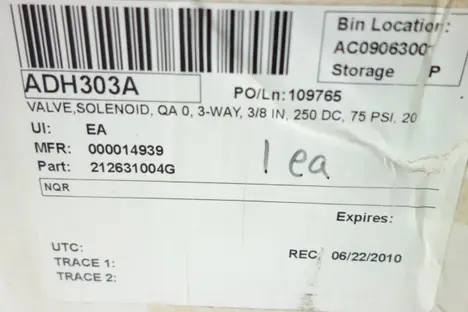 Bin Location:
AC09063001
Storage P
ADH303A
PO/Ln: 109765
VALVE,SOLENOID, QA 0, 3-WAY, 3/8 IN, 250 DC, 75 PSI, 20
UI: EA
MFR: 000014939
1 ea
Part: 212631004G
NQR
Expires:
UTC:
REC. 06/22/2010
TRACE 1:
TRACE 2: